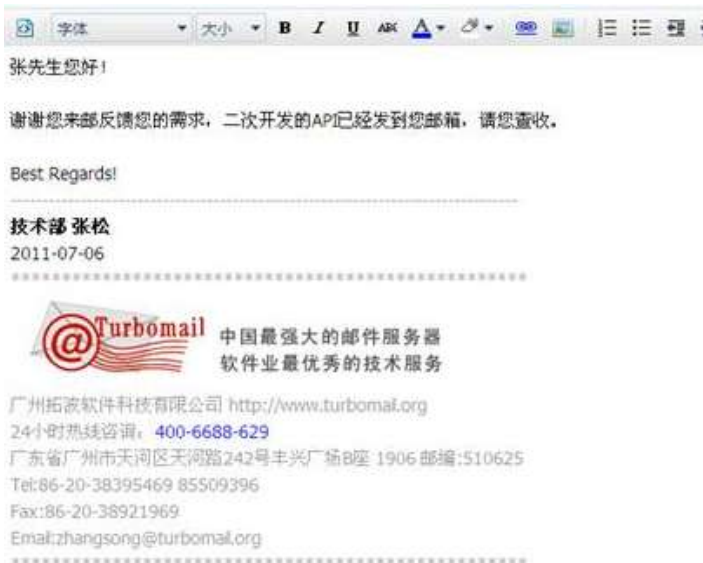 字体 大小 B I U ABC A
张先生您好！
谢谢您来邮反馈您的需求，二次开发的API已经发到您邮箱，请您查收。
Best Regards!
技术部 张松
2011-07-06
Turbomail
中国最强大的邮件服务器
软件业最优秀的技术服务
广州拓波软件科技有限公司 http://www.turbomail.org
24小时热线咨询：400-6688-629
广东省广州市天河区天河路242号丰兴广场B座 1906 邮编:510625
Tel:86-20-38395469 85509396
Fax:86-20-38921969
Email:zhangsong@turbomail.org